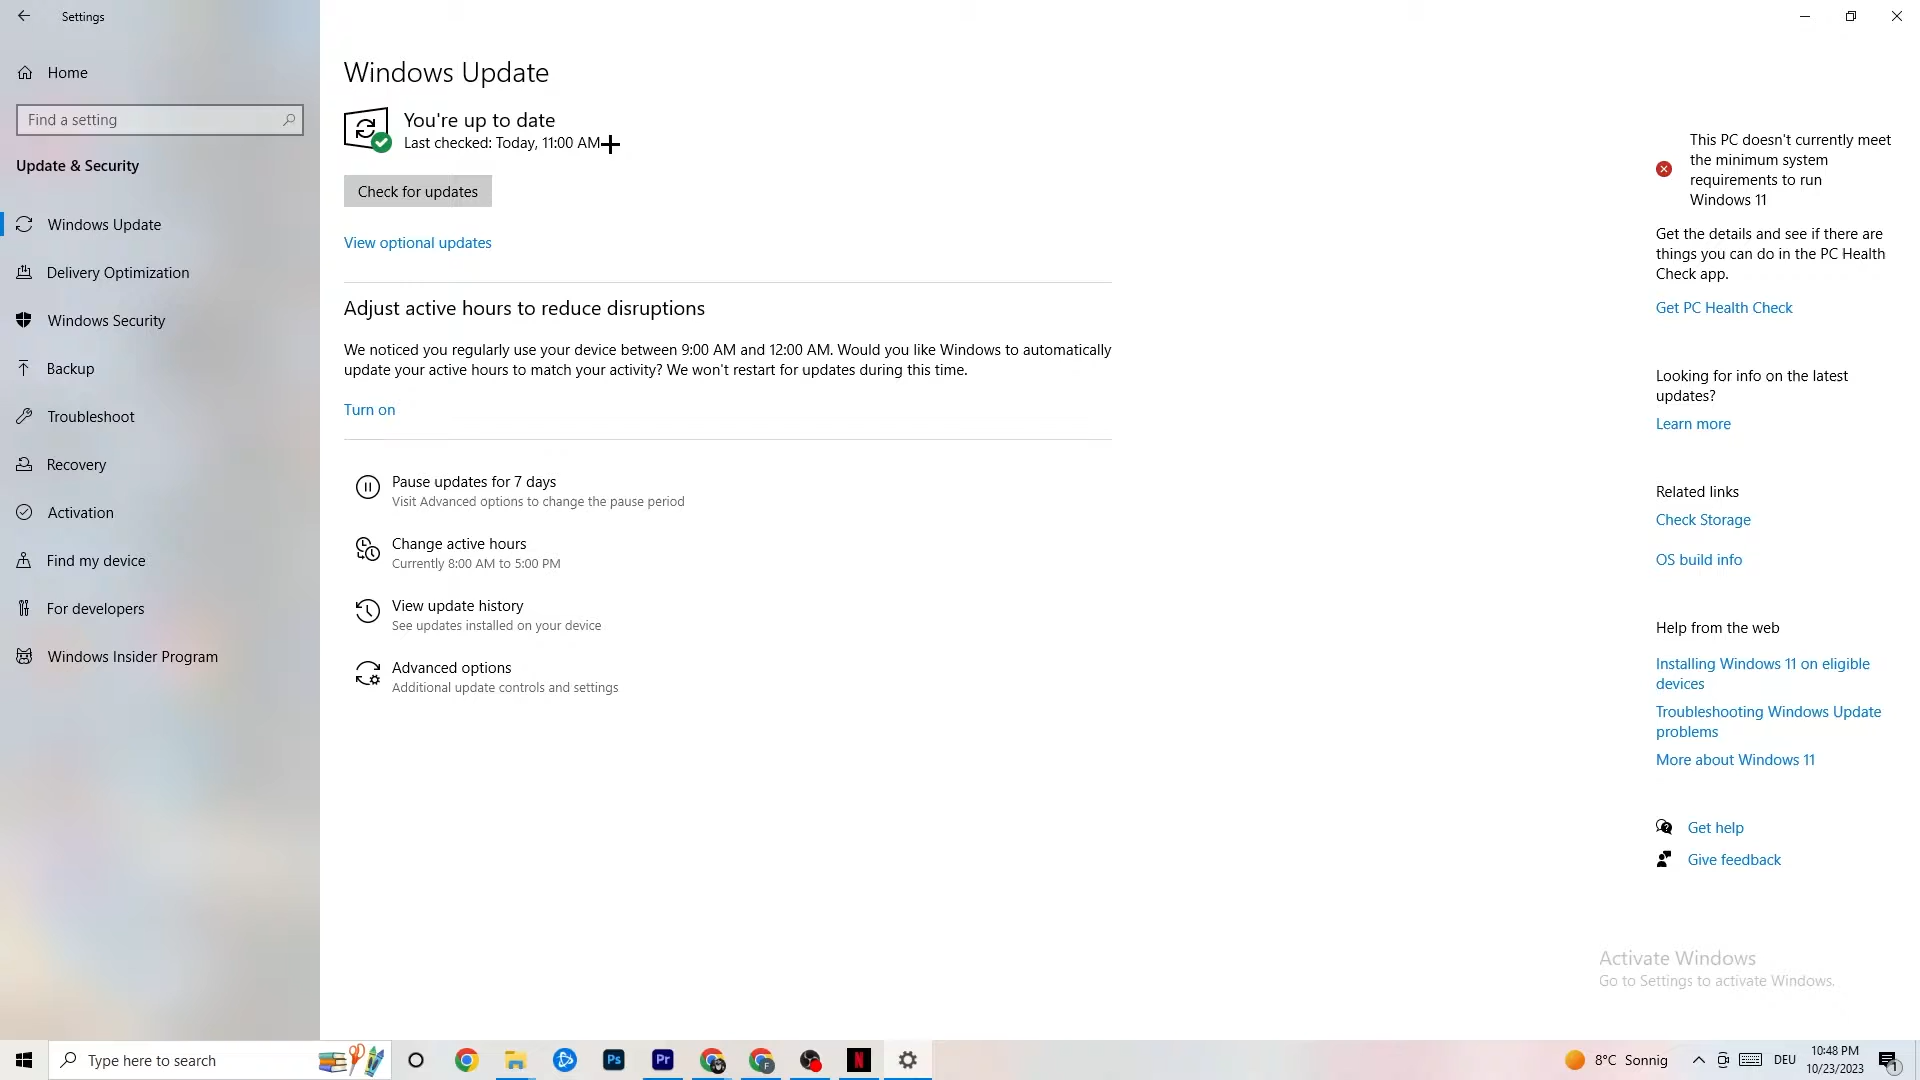 Settings
Home
Find a setting
Update & Security
Windows Update
Delivery Optimization
Windows Security
Backup
Troubleshoot
Recovery
Activation
Find my device
For developers
Windows Insider Program
Windows Update
You're up to date
Last checked: Today, 11:00 AM
Check for updates
View optional updates
Adjust active hours to reduce disruptions
We noticed you regularly use your device between 9:00 AM and 12:00 AM. Would you like Windows to automatically
update your active hours to match your activity? We won't restart for updates during this time.
Turn on
Pause updates for 7 days
Visit Advanced options to change the pause period
Change active hours
Currently 8:00 AM to 5:00 PM
View update history
See updates installed on your device
Advanced options
Additional update controls and settings
This PC doesn't currently meet
the minimum system
requirements to run
Windows 11
Get the details and see if there are
things you can do in the PC Health
Check app.
Get PC Health Check
Looking for info on the latest
updates?
Learn more
Related links
Check Storage
OS build info
Help from the web
Installing Windows 11 on eligible
devices
Troubleshooting Windows Update
problems
More about Windows 11
Get help
Give feedback
Activate Windows
Go to Settings to activate Windows.
Type here to search
Ps
Pr
F
N
8°C Sonnig
DEU
10:48 PM
10/23/2023
1